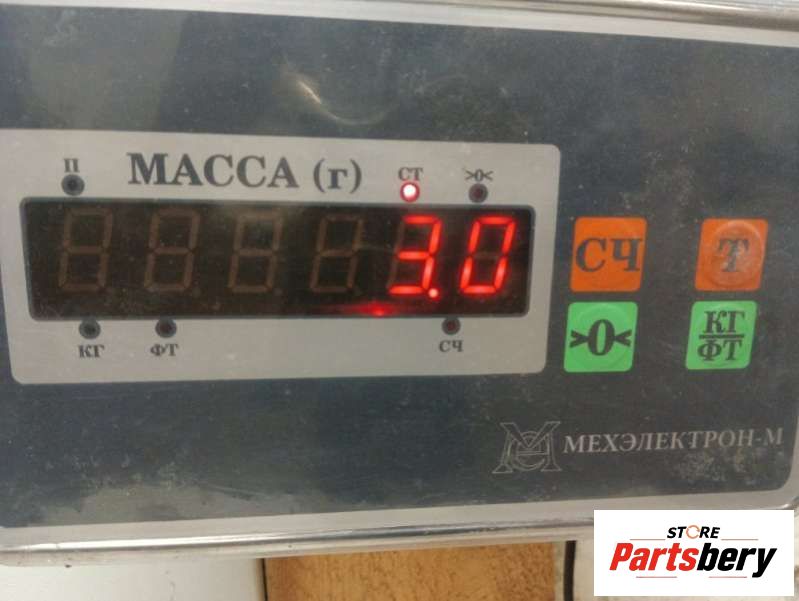 П МАССА (г) СТ >0<
3.0
КГ ФТ СЧ
СЧ Т
>0< КГ
ФТ
МЕХЭЛЕКТРОН-М
STORE
Partsbery